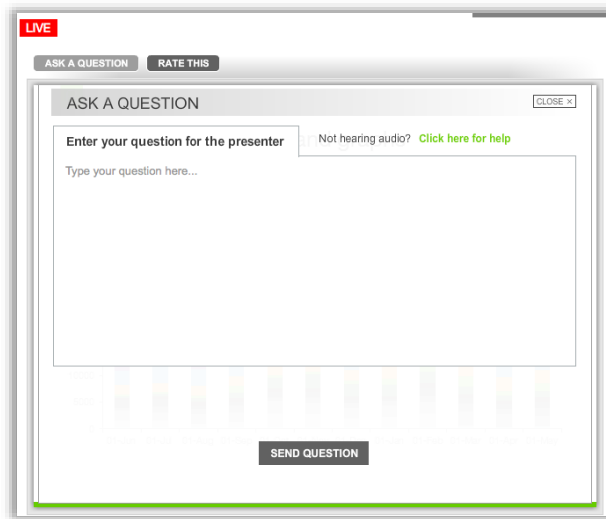 LIVE
ASK A QUESTION RATE THIS
ASK A QUESTION CLOSE ×
Enter your question for the presenter Not hearing audio? Click here for help
Type your question here...
SEND QUESTION